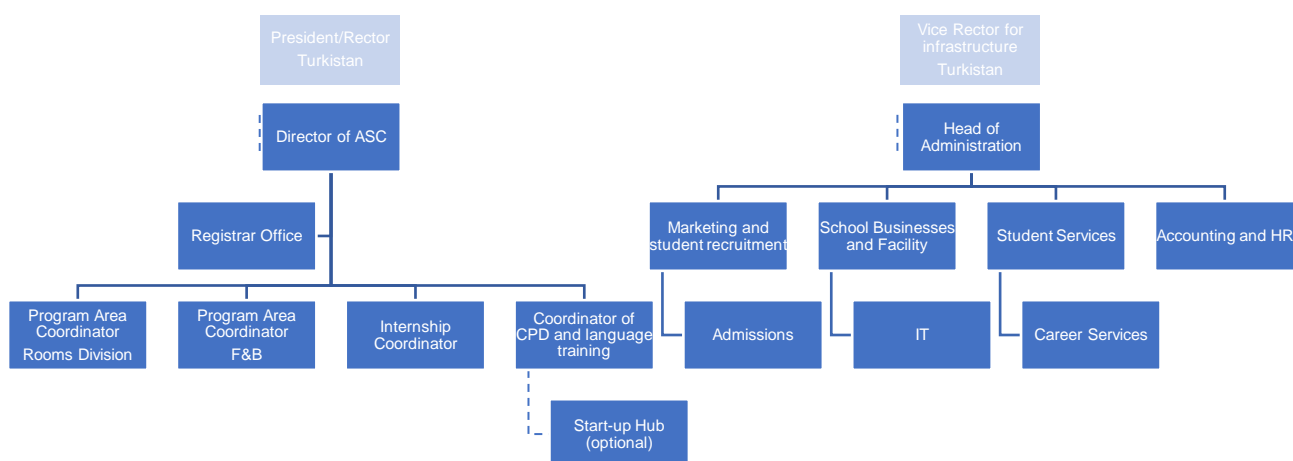 President/Rector
Turkistan
Vice Rector for
infrastructure
Turkistan
Director of ASC
Head of
Administration
Registrar Office
Marketing and
student recruitment
School Businesses
and Facility
Student Services
Accounting and HR
Program Area
Coordinator
Rooms Division
Program Area
Coordinator
F&B
Internship
Coordinator
Coordinator of
CPD and language
training
Admissions
IT
Career Services
Start-up Hub
(optional)